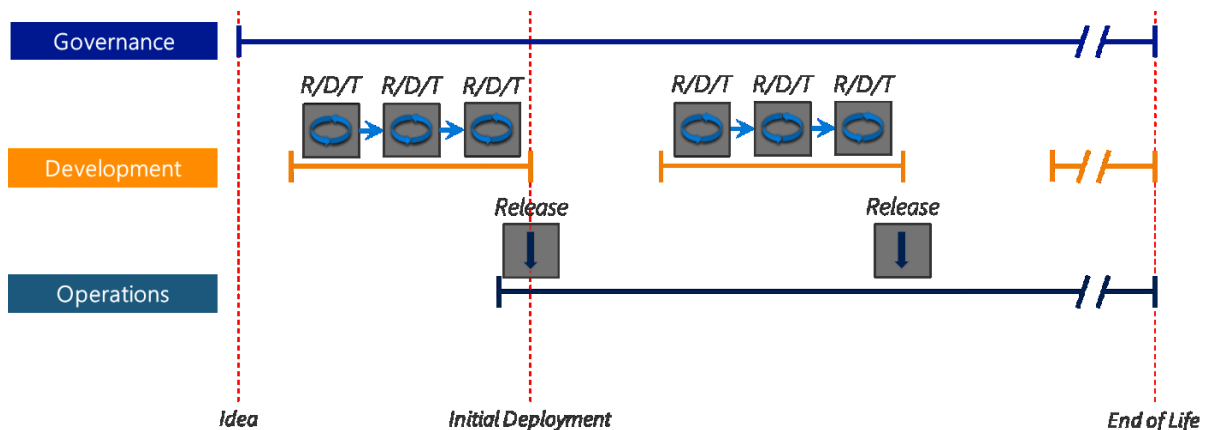 Governance
R/D/T R/D/T R/D/T R/D/T R/D/T R/D/T
Development
Release Release
Operations
Idea Initial Deployment End of Life